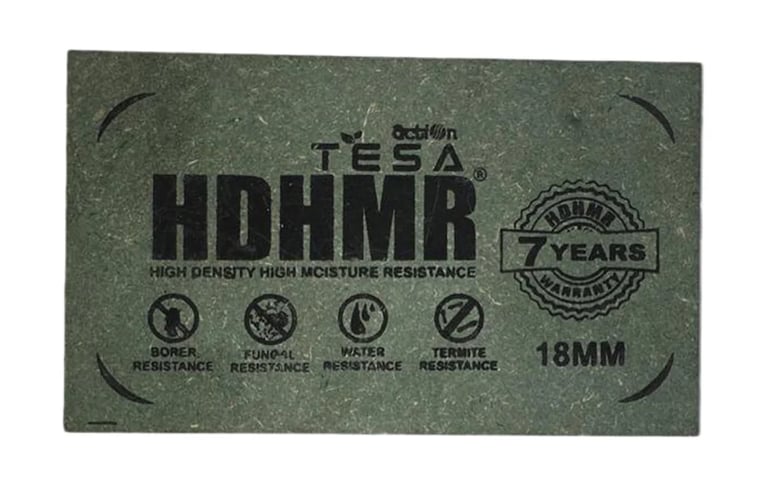 action
TESA
HDHMR®
HIGH DENSITY HIGH MOISTURE RESISTANCE
HDHMR
7 YEARS
WARRANTY
BORER
RESISTANCE
FUNGAL
RESISTANCE
WATER
RESISTANCE
TERMITE
RESISTANCE
18MM